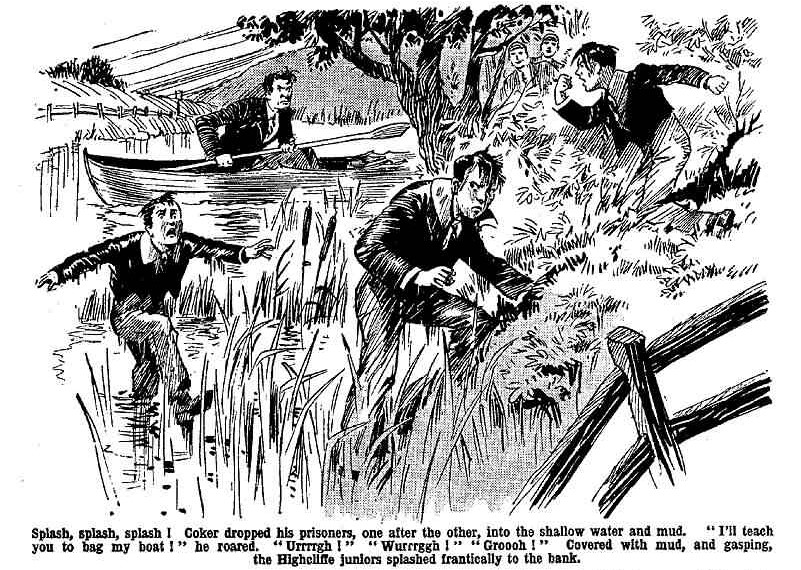 Splash, splash, splash ! Coker dropped his prisoners, one after the other, into the shallow water and mud. "I'll teach
you to bag my boat !" he roared. "Urrrrgh !" "Wurrrggh !" "Groooh !" Covered with mud, and gasping,
the Highcliffe juniors splashed frantically to the bank.